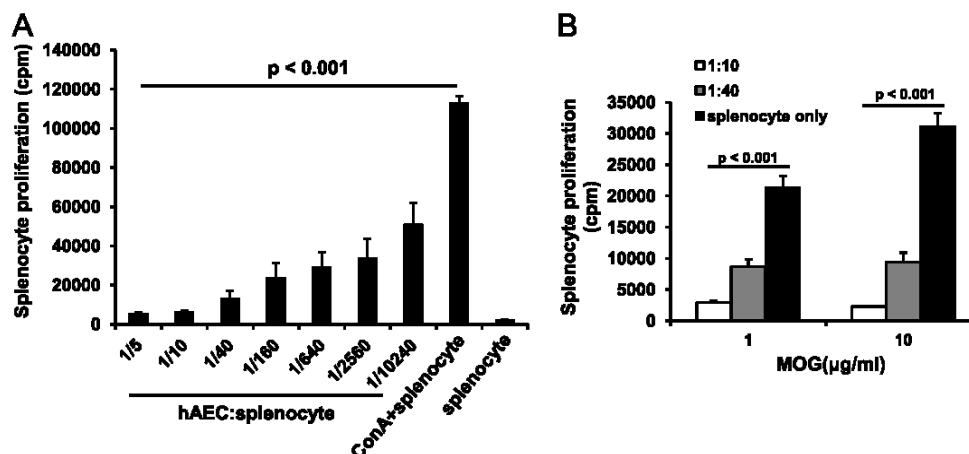 A
Splenocyte proliferation (cpm)
140000
120000
100000
80000
60000
40000
20000
0
p < 0.001
1/5
1/10
1/40
1/160
1/640
1/2560
1/10240
ConA+splenocyte
splenocyte
hAEC:splenocyte
B
1:10
1:40
splenocyte only
Splenocyte proliferation
(cpm)
35000
30000
25000
20000
15000
10000
5000
0
p < 0.001
p < 0.001
1
10
MOG(μg/ml)